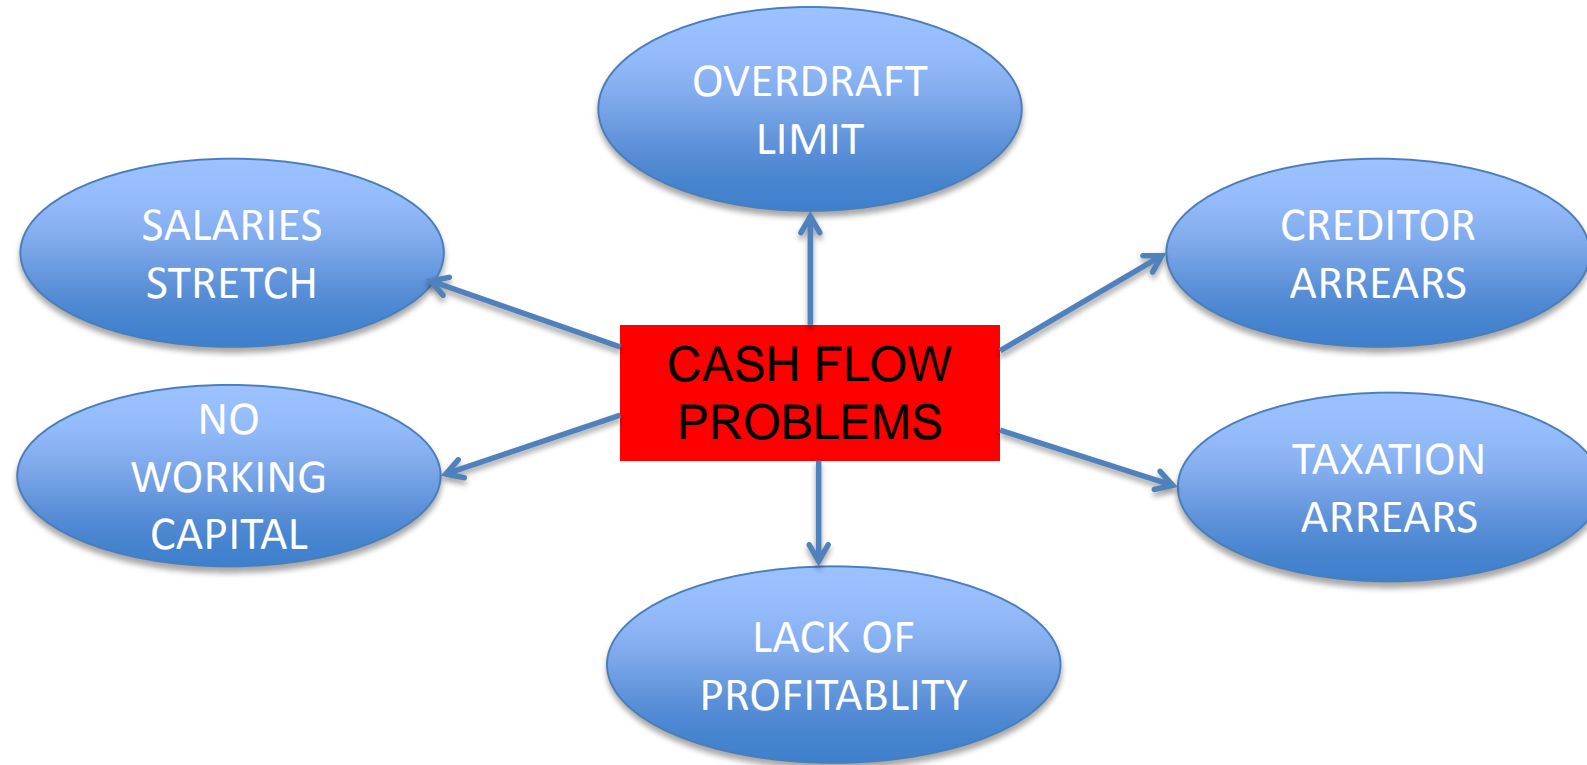 OVERDRAFT
LIMIT
SALARIES
STRETCH
CREDITOR
ARREARS
CASH FLOW
PROBLEMS
NO
WORKING
CAPITAL
TAXATION
ARREARS
LACK OF
PROFITABLITY